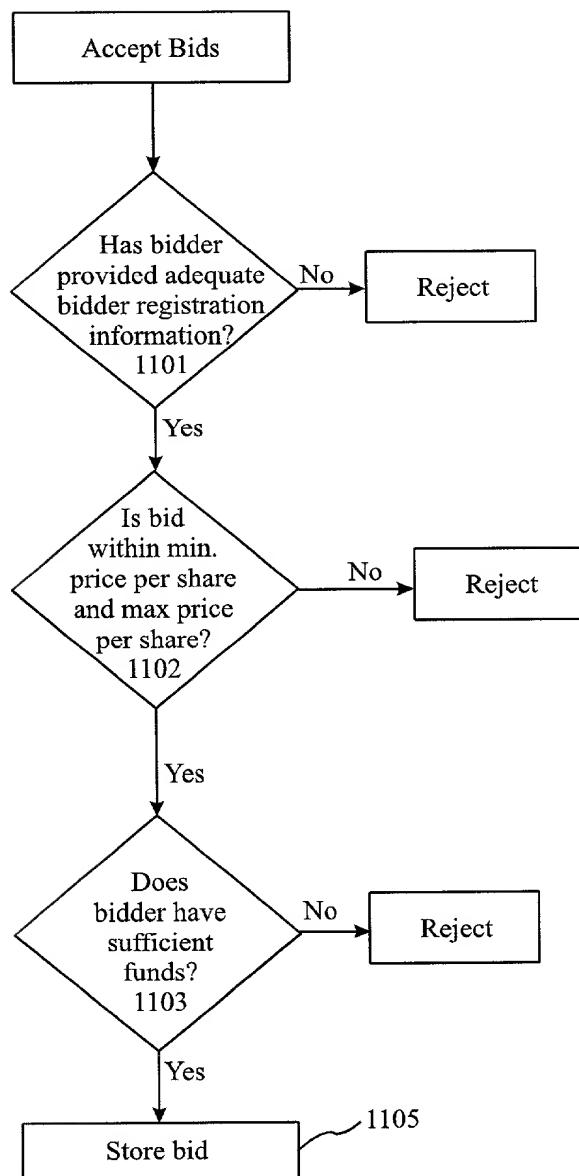 Accept Bids
Has bidder
provided adequate
bidder registration
information?
1101
No
Reject
Yes
Is bid
within min.
price per share
and max price
per share?
1102
No
Reject
Yes
Does
bidder have
sufficient
funds?
1103
No
Reject
Yes
Store bid
1105